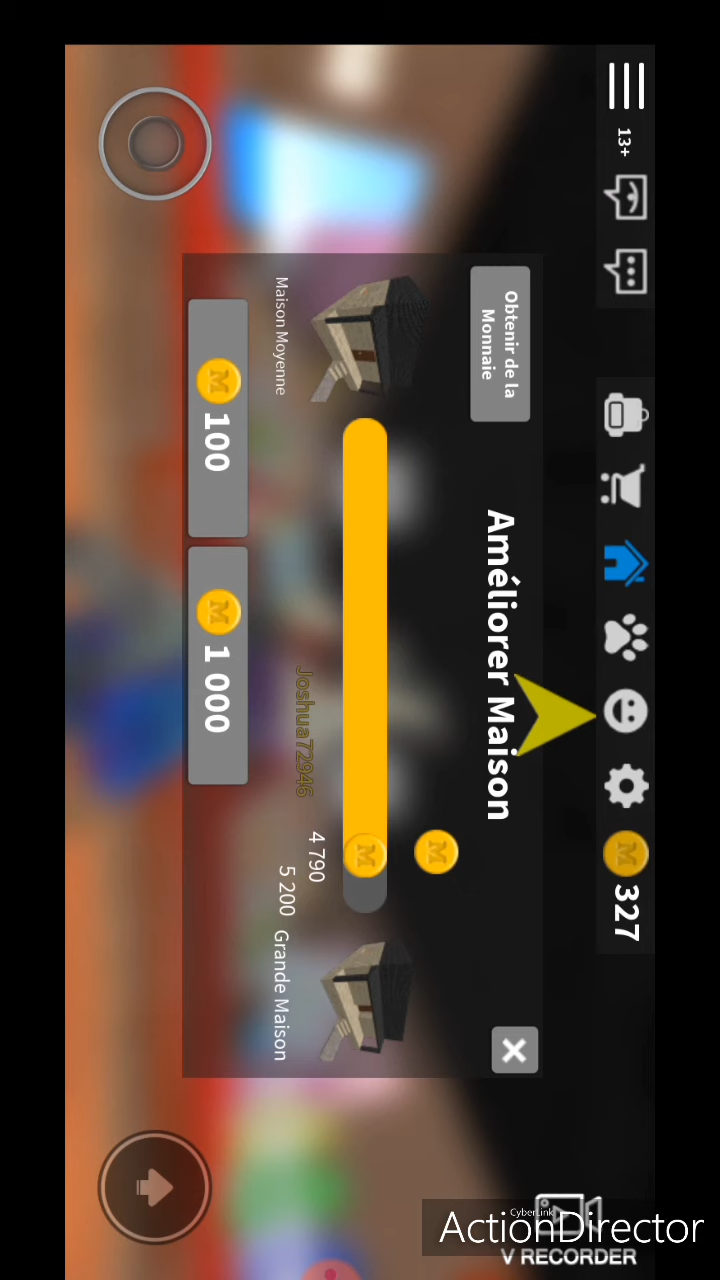 13+
327
Améliorer Maison
Obtenir de la
Monnaie
Maison Moyenne
4 790
5 200
Grande Maison
Joshua72946
100
1 000
CyberLink
ActionDirector
V RECORDER